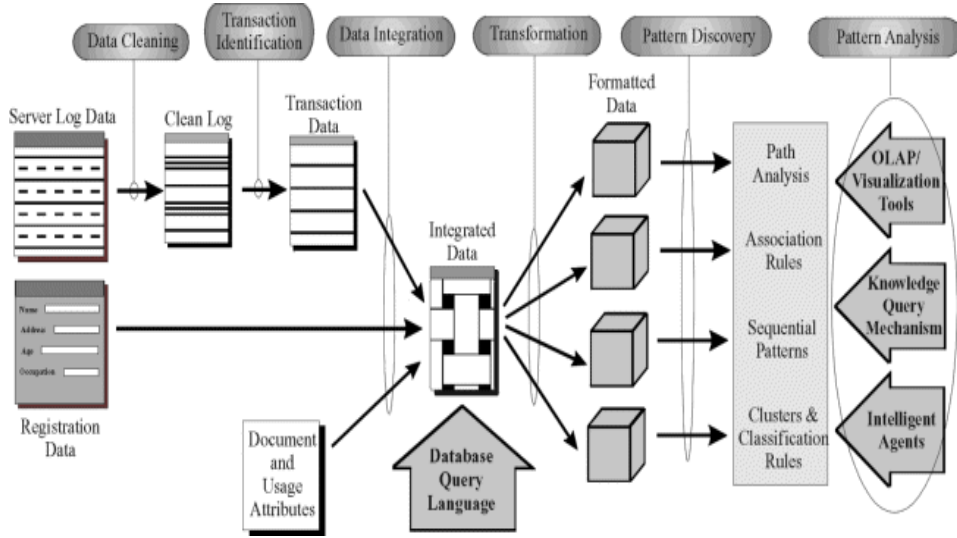 Data Cleaning
Transaction
Identification
Data Integration
Transformation
Pattern Discovery
Pattern Analysis
Server Log Data
Clean Log
Transaction
Data
Formatted
Data
Path
Analysis
OLAP/
Visualization
Tools
Integrated
Data
Association
Rules
Knowledge
Query
Mechanism
Name
Address
Age
Occupation
Sequential
Patterns
Registration
Data
Document
and
Usage
Attributes
Database
Query
Language
Clusters &
Classification
Rules
Intelligent
Agents